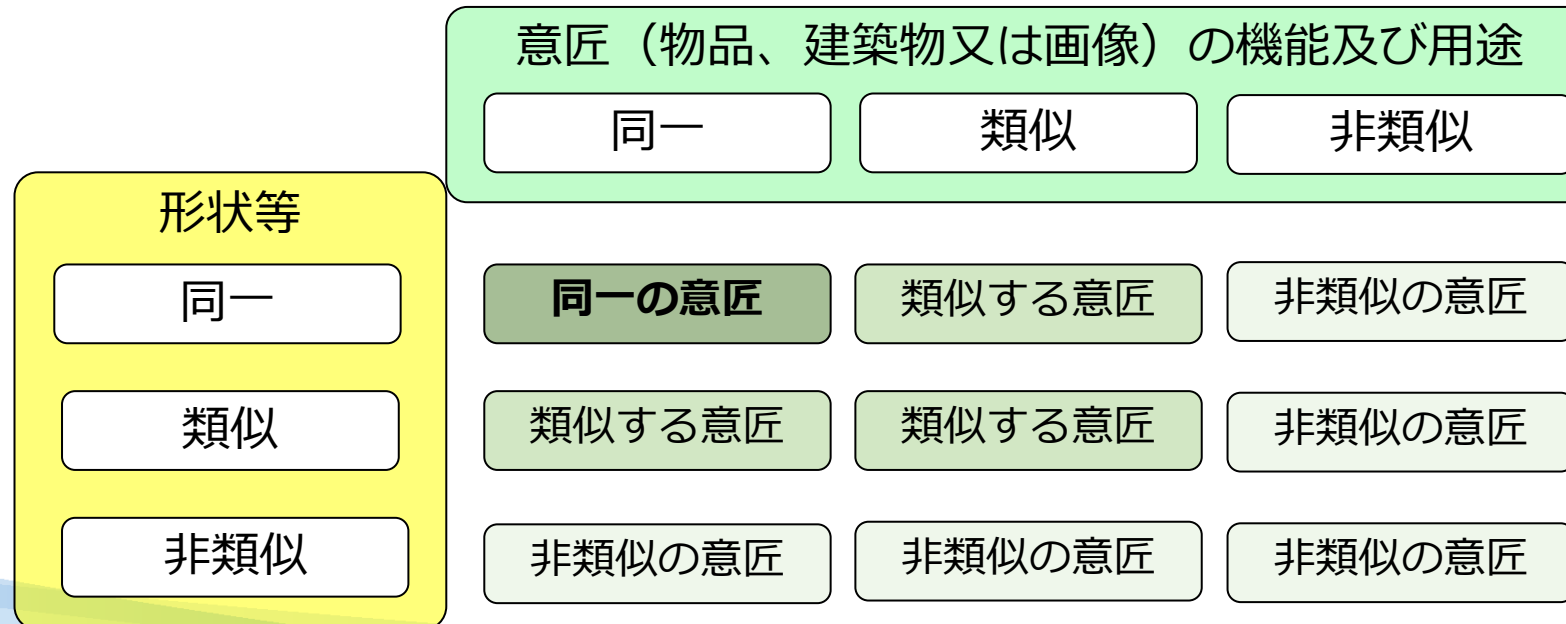 意匠（物品、建築物又は画像）の機能及び用途
同一 類似 非類似
形状等
同一 同一の意匠 類似する意匠 非類似の意匠
類似 類似する意匠 類似する意匠 非類似の意匠
非類似 非類似の意匠 非類似の意匠 非類似の意匠